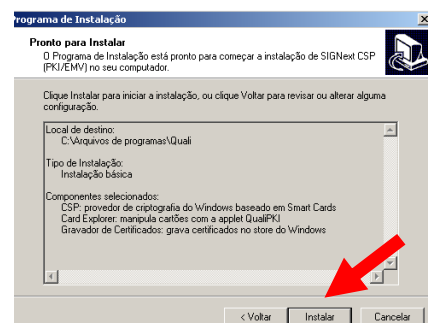 Programa de Instalação
Pronto para Instalar
O Programa de Instalação está pronto para começar a instalação de SIGNext CSP
(PKI/EMV) no seu computador.
Clique Instalar para iniciar a instalação, ou clique Voltar para revisar ou alterar alguma
configuração.
Local de destino:
C:\Arquivos de programas\Quali
Tipo de Instalação:
Instalação básica
Componentes selecionados:
CSP: provedor de criptografia do Windows baseado em Smart Cards
Card Explorer: manipula cartões com a applet QualiPKI
Gravador de Certificados: grava certificados no store do Windows
< Voltar
Instalar
Cancelar